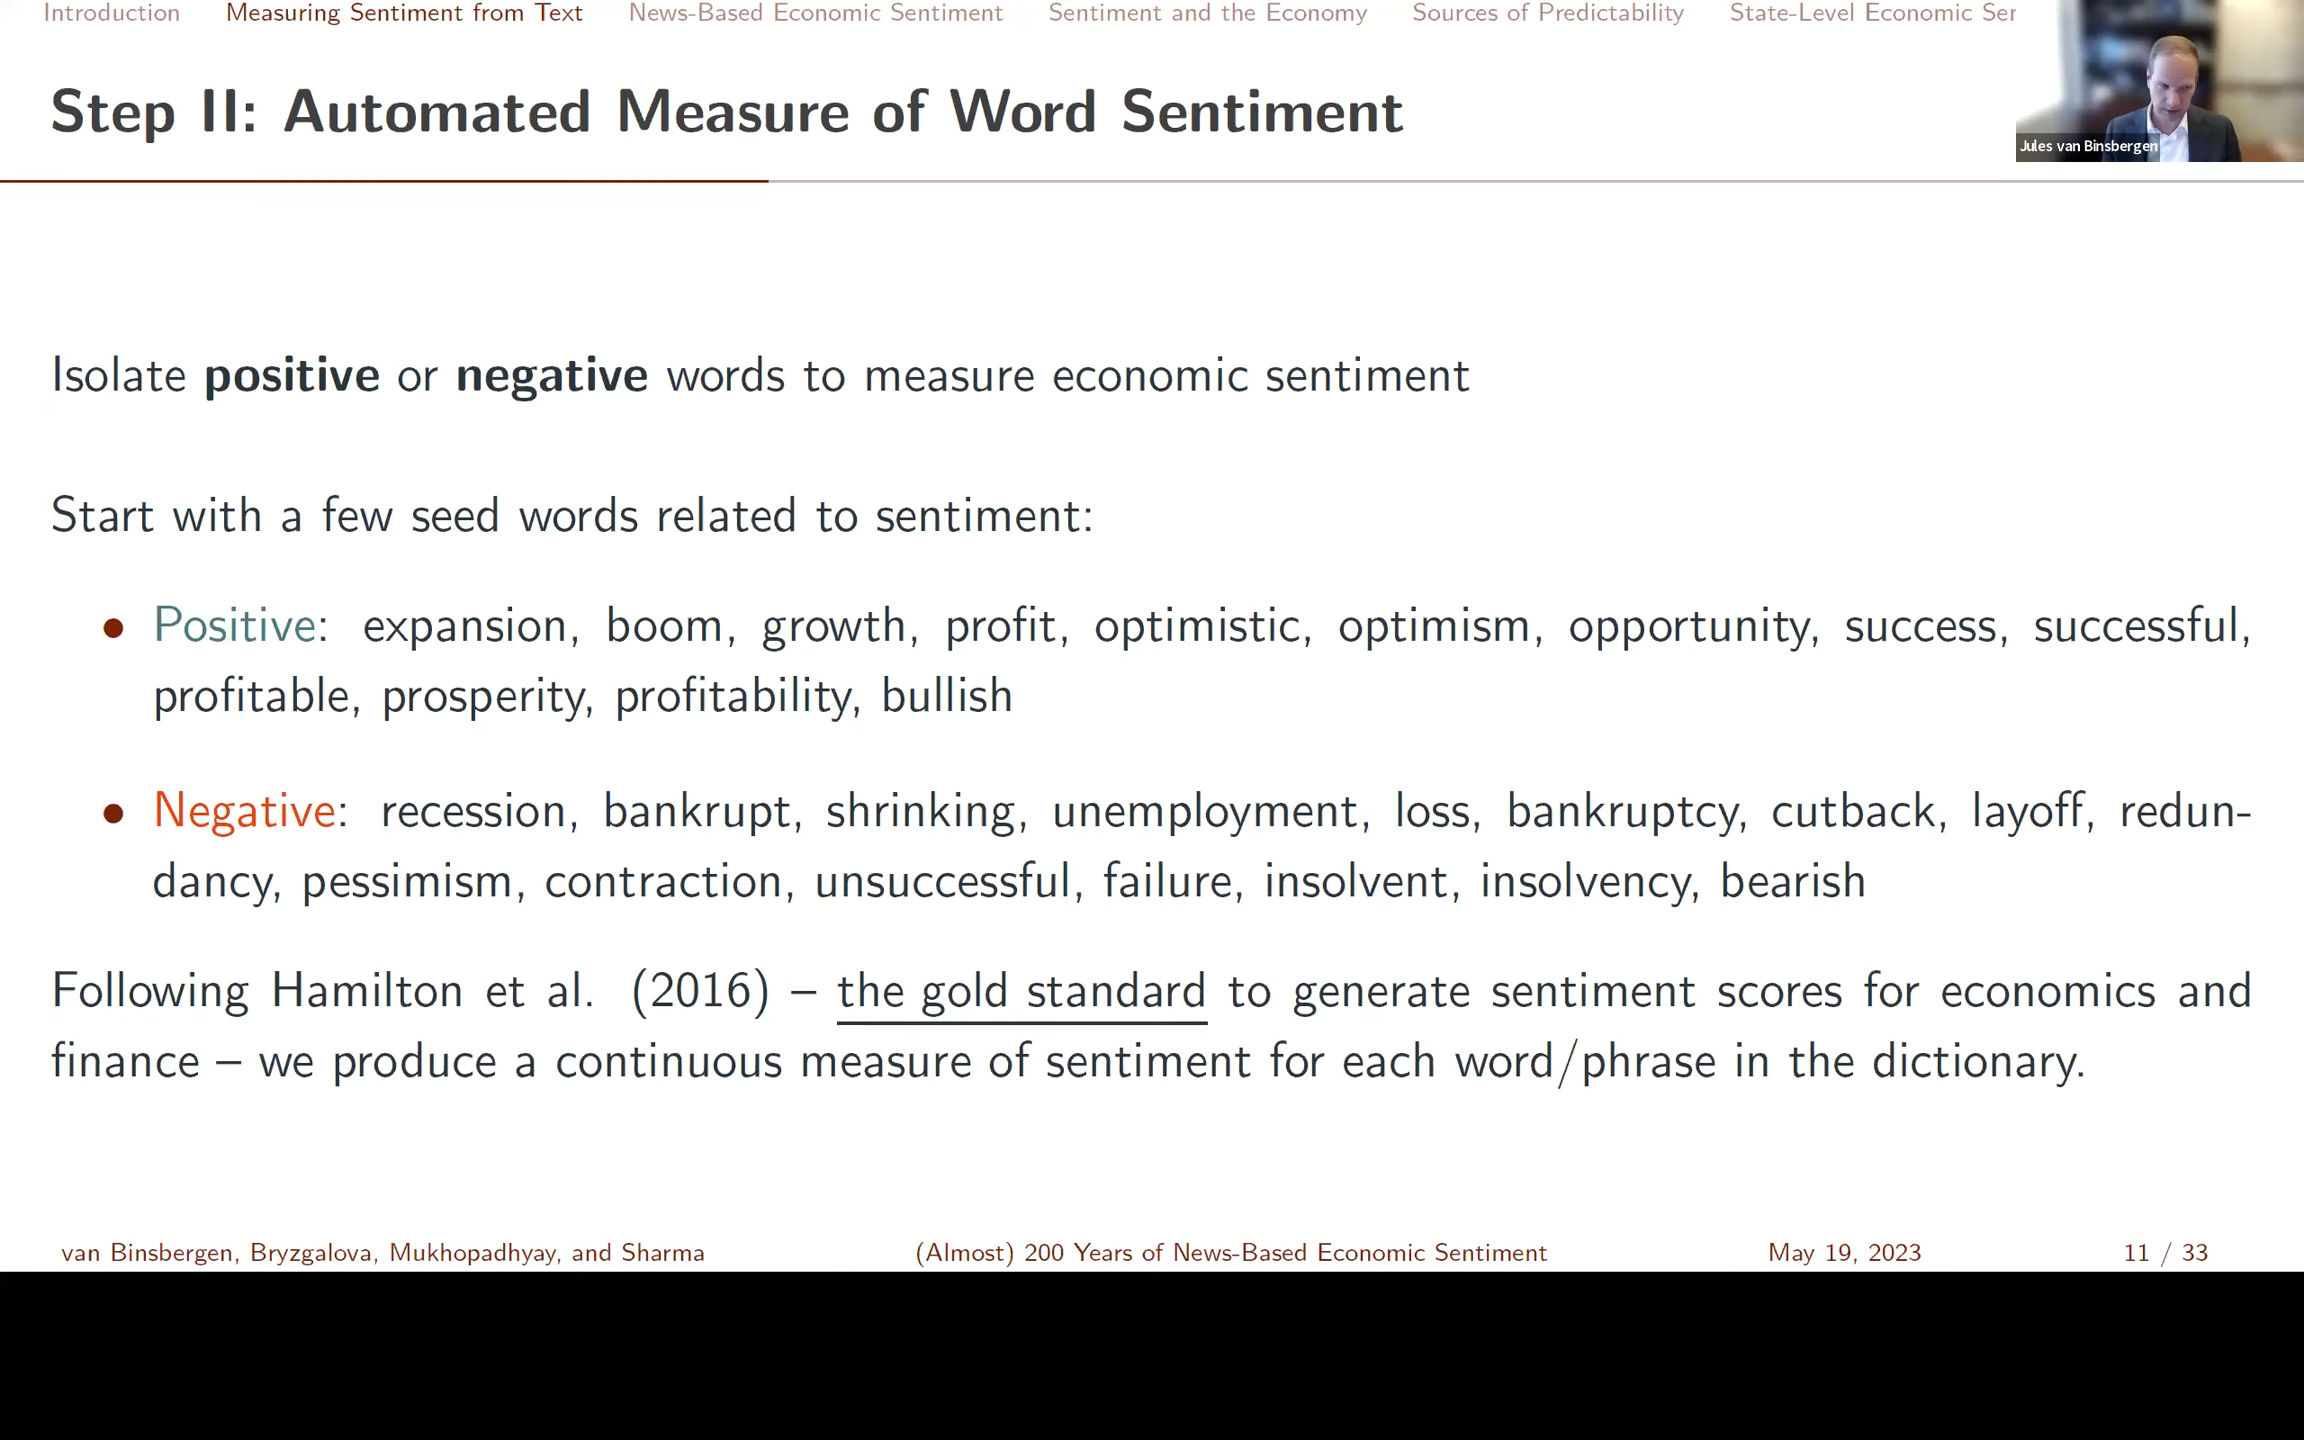 Introduction Measuring Sentiment from Text News-Based Economic Sentiment Sentiment and the Economy Sources of Predictability State-Level Economic Ser
Step II: Automated Measure of Word Sentiment
Jules van Binsbergen
Isolate positive or negative words to measure economic sentiment
Start with a few seed words related to sentiment:
• Positive: expansion, boom, growth, profit, optimistic, optimism, opportunity, success, successful,
profitable, prosperity, profitability, bullish
• Negative: recession, bankrupt, shrinking, unemployment, loss, bankruptcy, cutback, layoff, redun-
dancy, pessimism, contraction, unsuccessful, failure, insolvent, insolvency, bearish
Following Hamilton et al. (2016) – the gold standard to generate sentiment scores for economics and
finance – we produce a continuous measure of sentiment for each word/phrase in the dictionary.
van Binsbergen, Bryzgalova, Mukhopadhyay, and Sharma (Almost) 200 Years of News-Based Economic Sentiment May 19, 2023 11 / 33